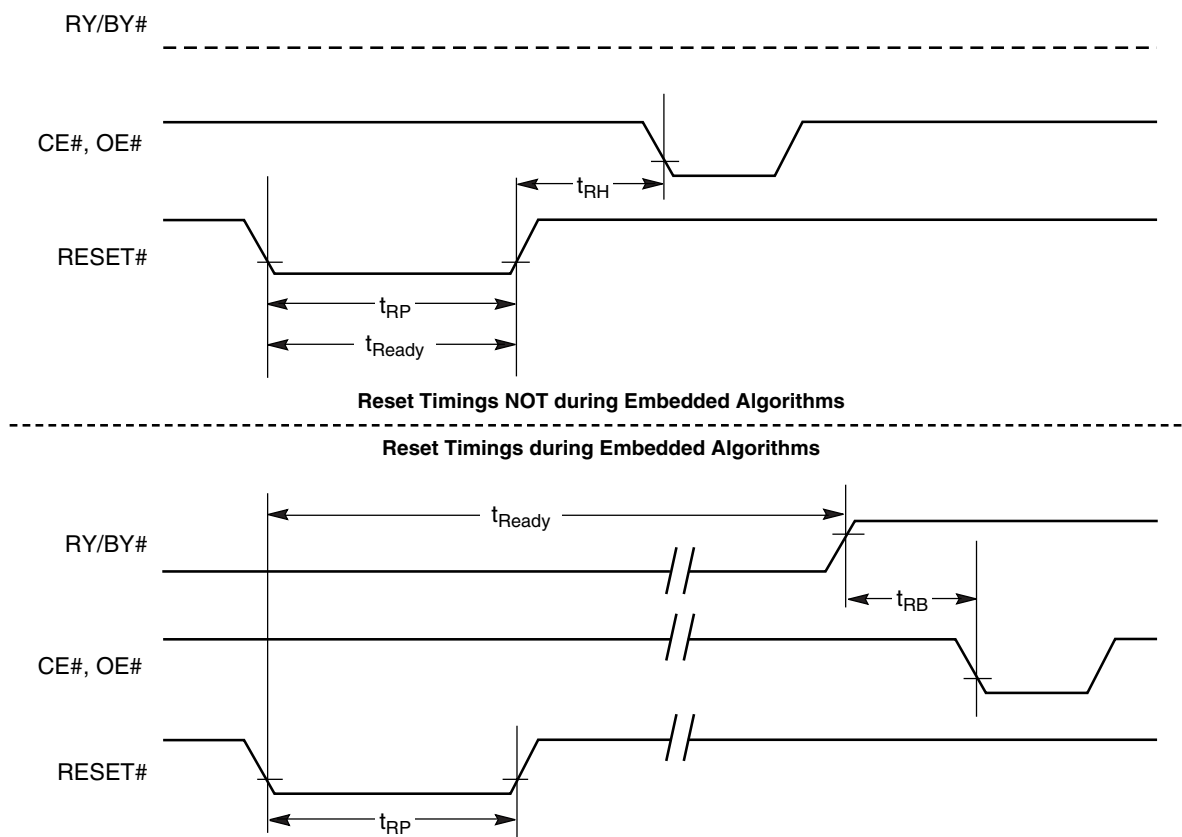 RY/BY#
CE#, OE#
tRH
RESET#
tRP
tReady
Reset Timings NOT during Embedded Algorithms
Reset Timings during Embedded Algorithms
tReady
RY/BY#
tRB
CE#, OE#
RESET#
tRP